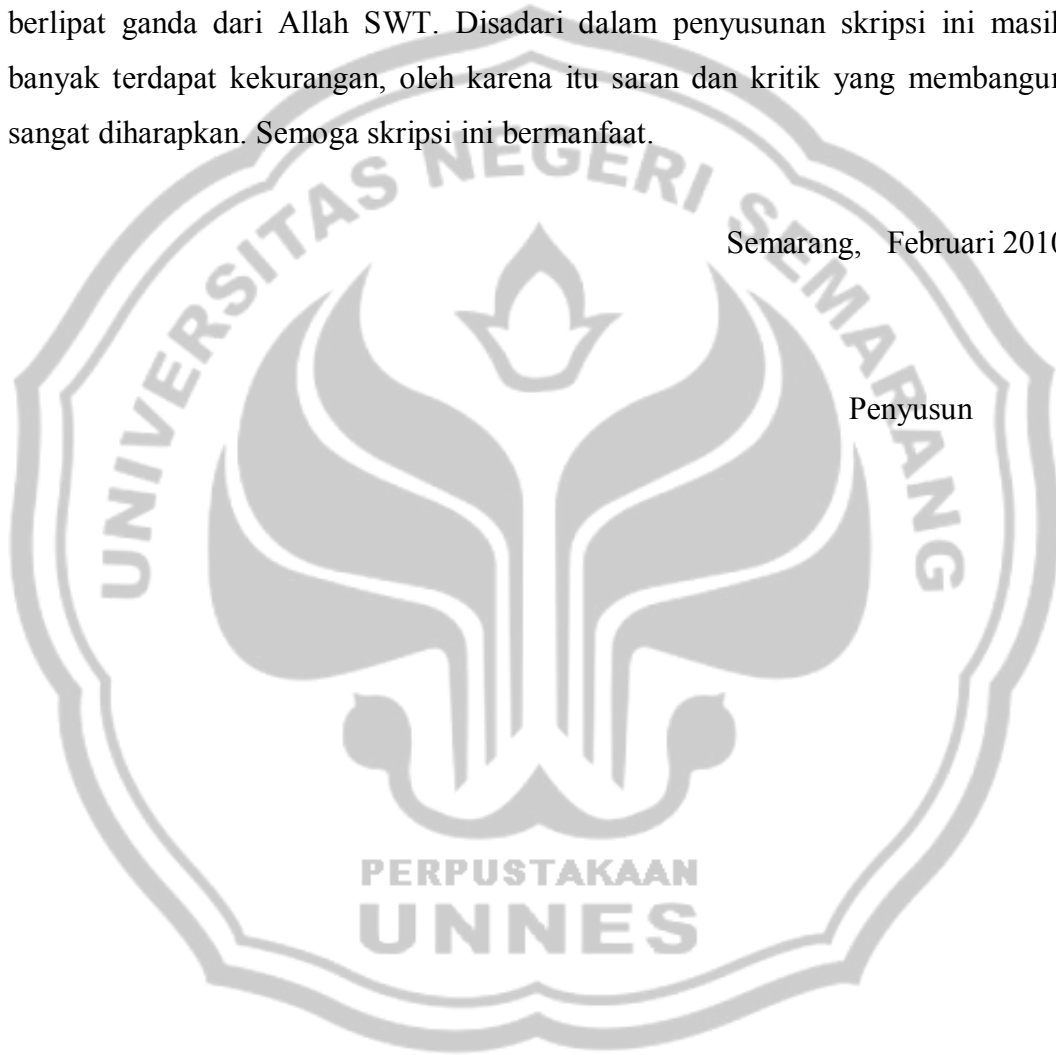 berlipat ganda dari Allah SWT. Disadari dalam penyusunan skripsi ini masih
banyak terdapat kekurangan, oleh karena itu saran dan kritik yang membangun
sangat diharapkan. Semoga skripsi ini bermanfaat.
UNIVERSITAS NEGERI SEMARANG
Semarang, Februari 2010
Penyusun
PERPUSTAKAAN
UNNES